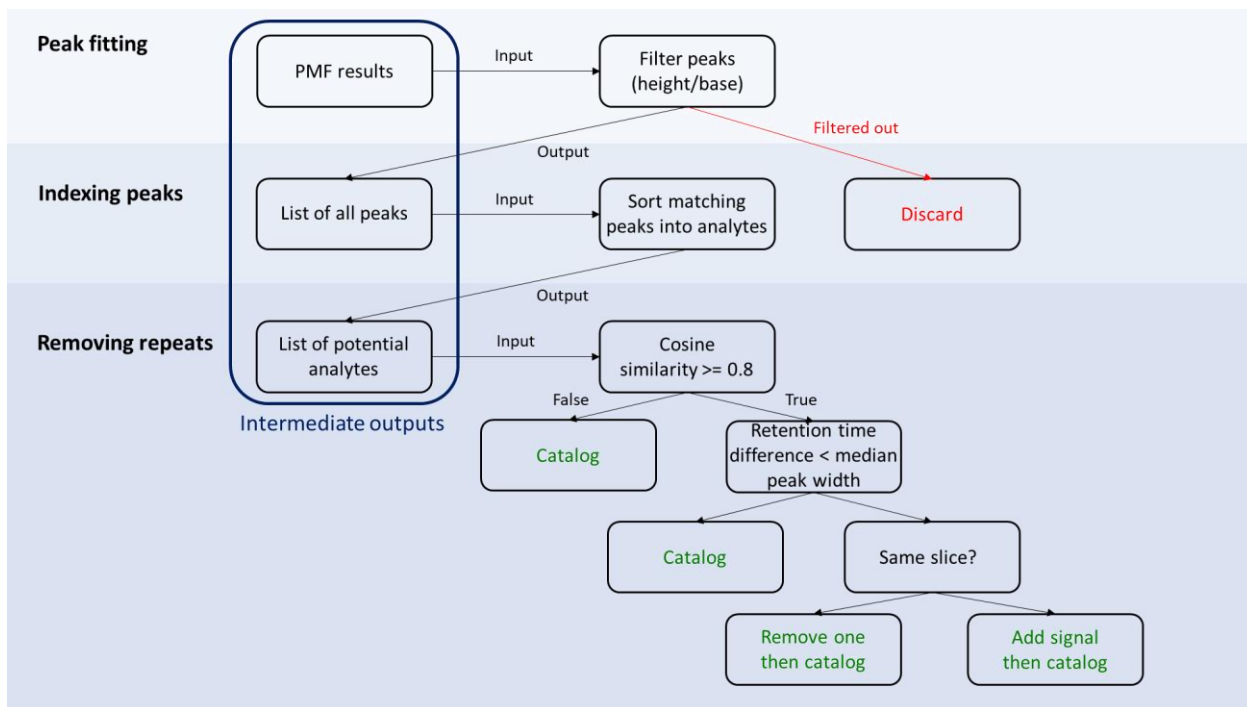 Peak fitting
PMF results
Input
Filter peaks
(height/base)
Filtered out
Output
Indexing peaks
List of all peaks
Input
Sort matching
peaks into analytes
Discard
Output
Removing repeats
List of potential
analytes
Input
Cosine
similarity >= 0.8
Intermediate outputs
False
True
Catalog
Retention time
difference < median
peak width
Catalog
Same slice?
Remove one
then catalog
Add signal
then catalog